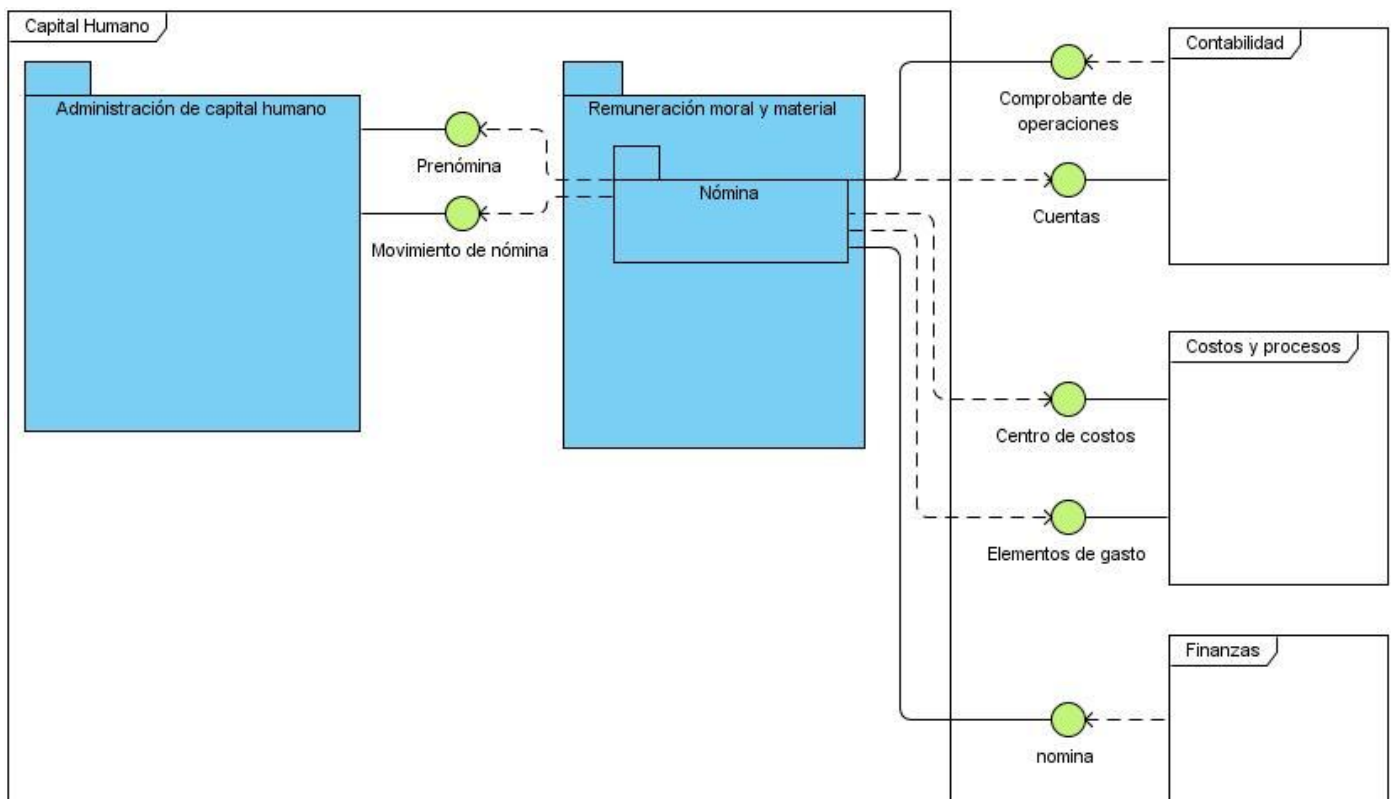 Capital Humano
Administración de capital humano
Prenómina
Movimiento de nómina
Remuneración moral y material
Nómina
Comprobante de
operaciones
Cuentas
Contabilidad
Centro de costos
Elementos de gasto
Costos y procesos
nomina
Finanzas